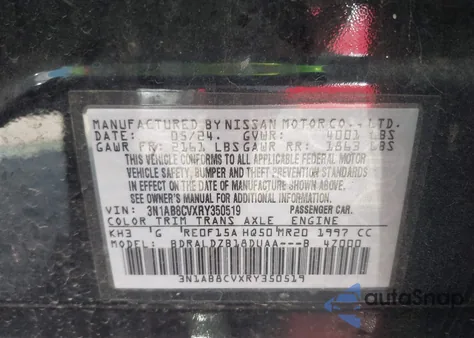 MANUFACTURED BY NISSAN MOTOR CO., LTD.
DATE: 05/24. GVWR: 4001 LBS
GAWR FR: 2161 LBS GAWR RR: 1863 LBS
THIS VEHICLE CONFORMS TO ALL APPLICABLE FEDERAL MOTOR
VEHICLE SAFETY, BUMPER AND THEFT PREVENTION STANDARDS
IN EFFECT ON THE DATE OF MANUFACTURE SHOWN ABOVE.
SEE OWNER'S MANUAL FOR ADDITIONAL INFORMATION.
VIN: 3N1AB8CVXRY350519 PASSENGER CAR
COLOR TRIM TRANS AXLE ENGINE
KH3 G RE0F15A HQ50 MR20 1997 CC
MODEL: BDRALDZB18DUAA---B 47000
3N1AB8CVXRY350519
autoSnap